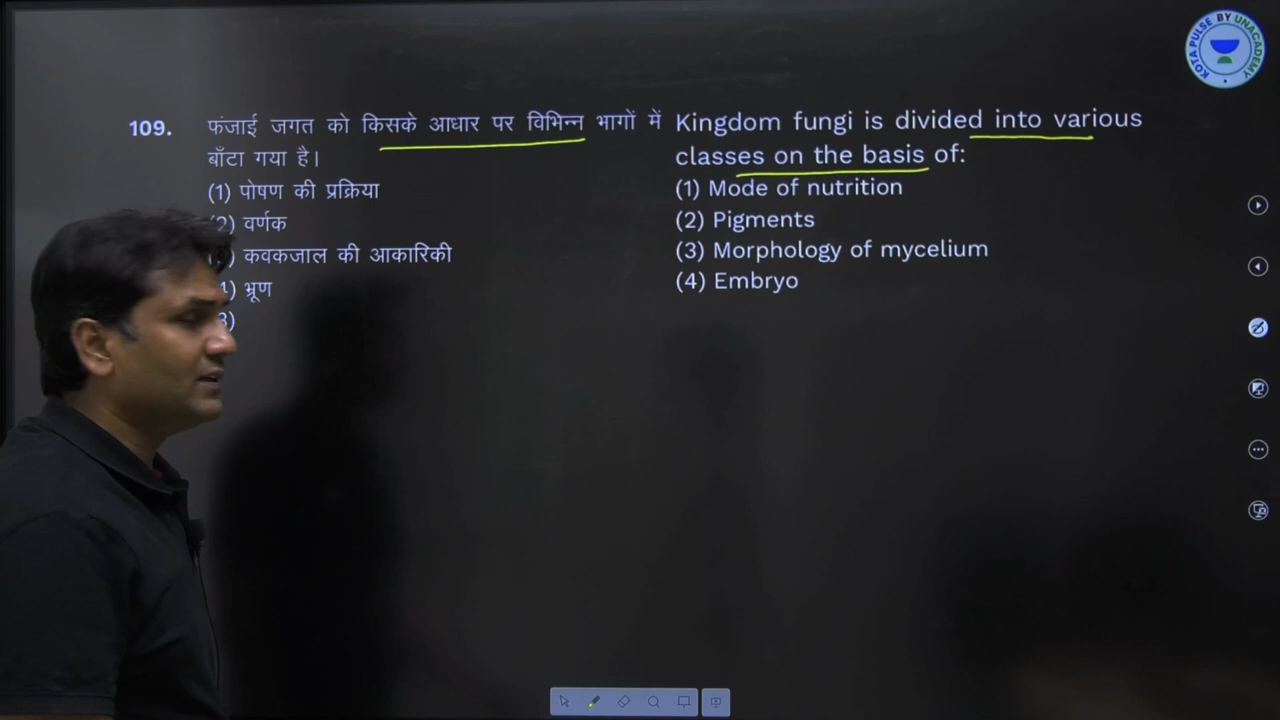 109.
फंजाई जगत को किसके आधार पर विभिन्न भागों में
बाँटा गया है।
(1) पोषण की प्रक्रिया
2) वर्णक
) कवकजाल की आकारिकी
) भ्रूण
3)
Kingdom fungi is divided into various
classes on the basis of:
(1) Mode of nutrition
(2) Pigments
(3) Morphology of mycelium
(4) Embryo
KOTA PULSE BY UNACADEMY